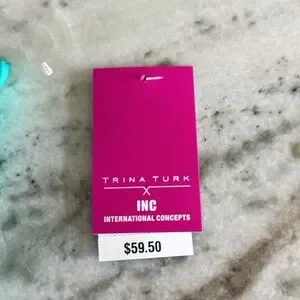 TRINA TURK
X
INC
INTERNATIONAL CONCEPTS
$59.50